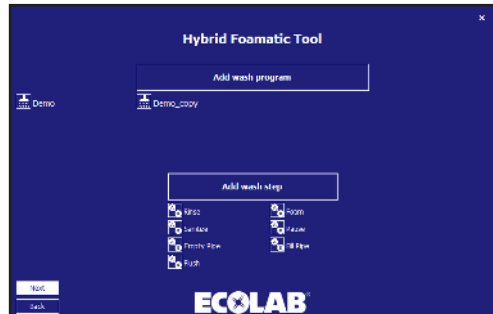 ×
Hybrid Foamatic Tool
Add wash program
Demo
Demo_copy
Add wash step
Rinse
Foam
Sanitize
Pause
Empty Pipe
Fill Pipe
Push
Next
Back
ECOLAB®